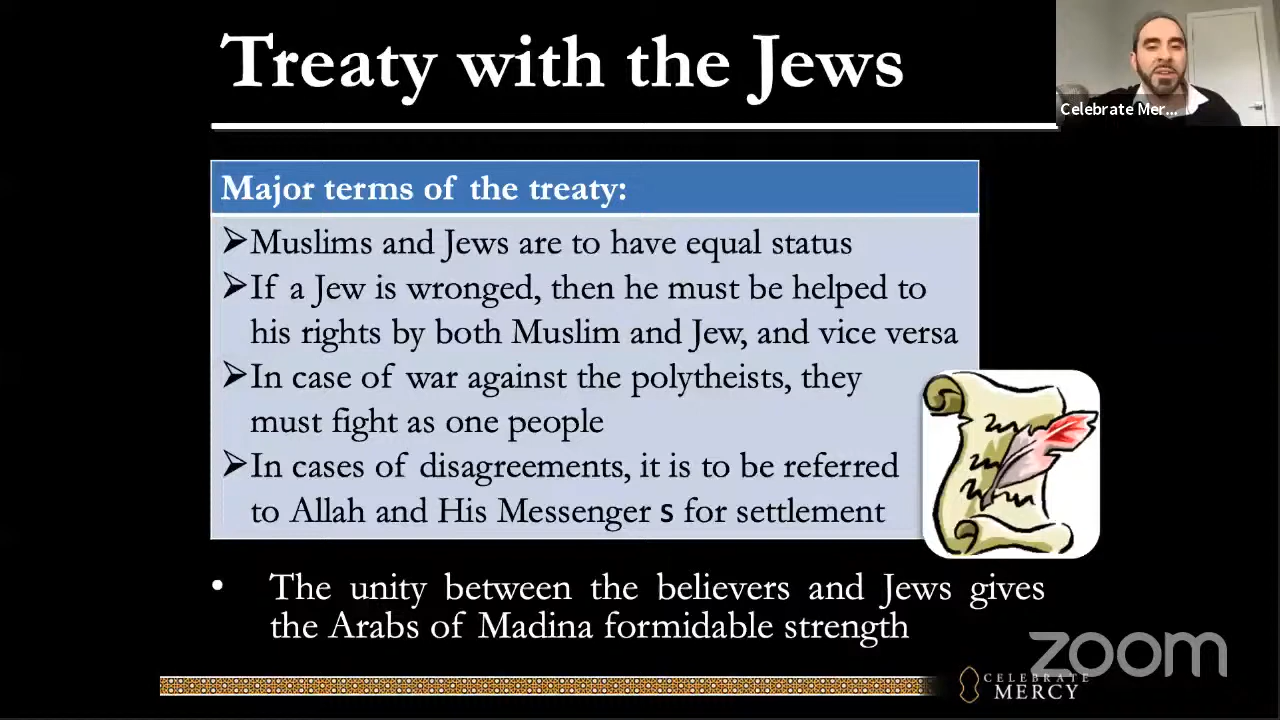 Treaty with the Jews
Celebrate Mer...
Major terms of the treaty:
➢Muslims and Jews are to have equal status
➢If a Jew is wronged, then he must be helped to
his rights by both Muslim and Jew, and vice versa
➢In case of war against the polytheists, they
must fight as one people
➢In cases of disagreements, it is to be referred
to Allah and His Messenger s for settlement
• The unity between the believers and Jews gives
the Arabs of Madina formidable strength
zoom
CELEBRATE
MERCY